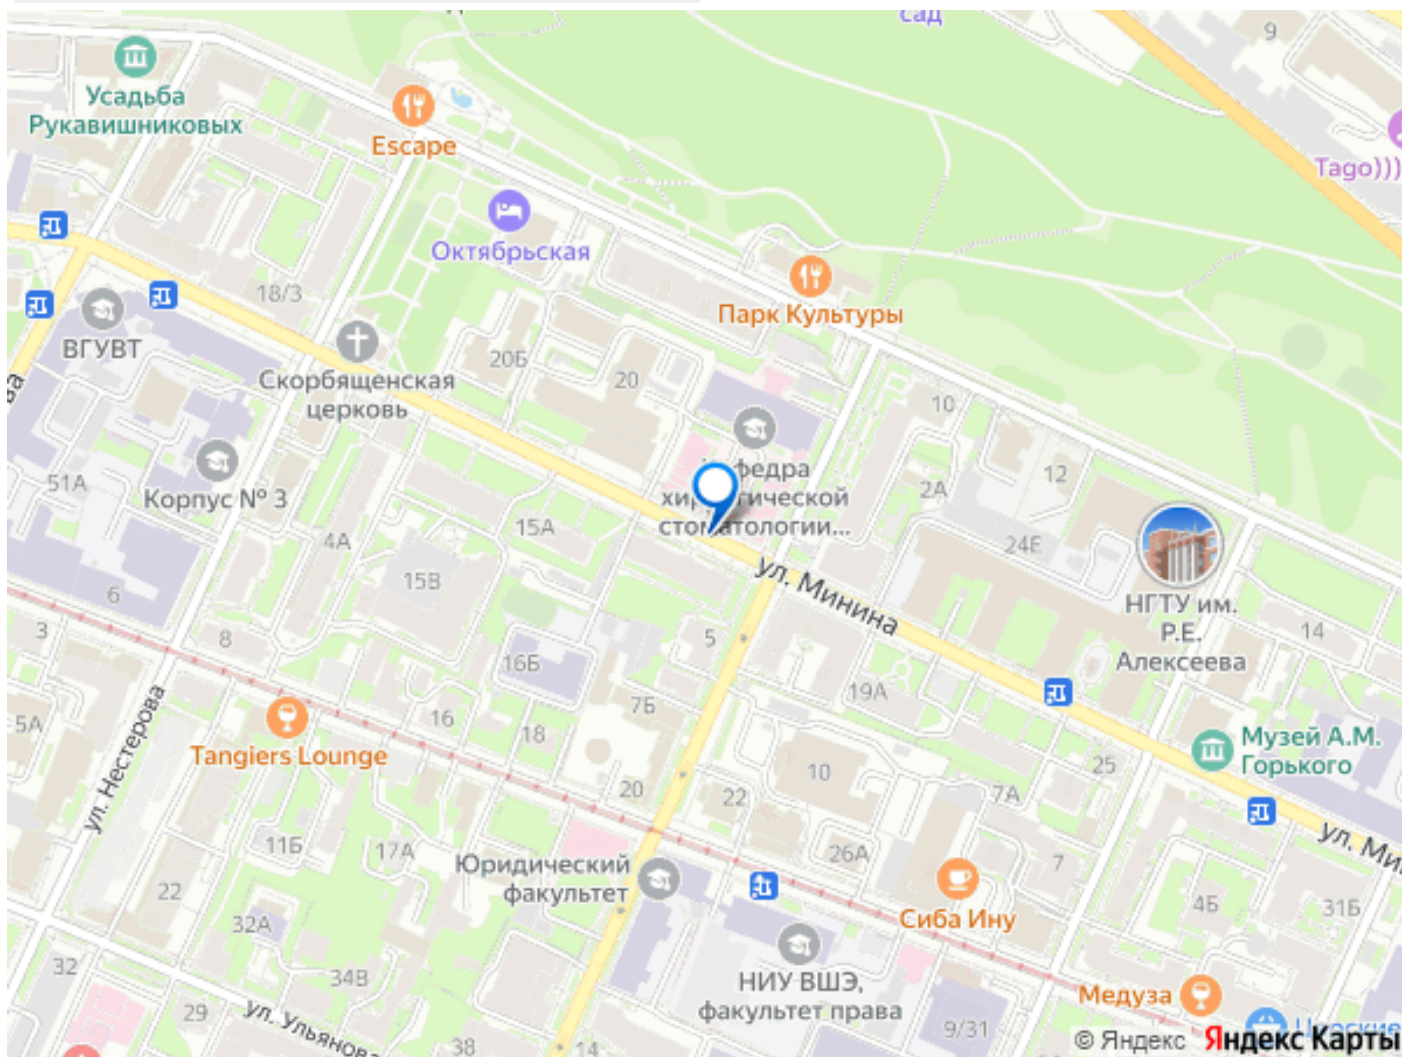 сад
9
Усадьба
Рукавишниковых
Escape
Tago)))
Октябрьская
18/3
Парк Культуры
ВГУВТ
Скорбященская
церковь
20Б
20
10
51А
Корпус № 3
федра
хир гической
стоматологии...
2А
12
4А
15А
15В
24Е
ул. Минина
НГТУ им.
Р.Е.
Алексеева
6
3
8
5
14
16Б
19А
7Б
5А
16
18
Tangiers Lounge
ул. Нестерова
Музей А.М.
Горького
10
25
20
22
7А
11Б
17А
26А
7
ул. Ми
Юридический
факультет
22
Сиба Ину
4Б
31Б
32А
32
34В
НИУ ВШЭ,
факультет права
Медуза
29
ул. Ульянова
38
14
9/31
© Яндекс Яндекс Карты